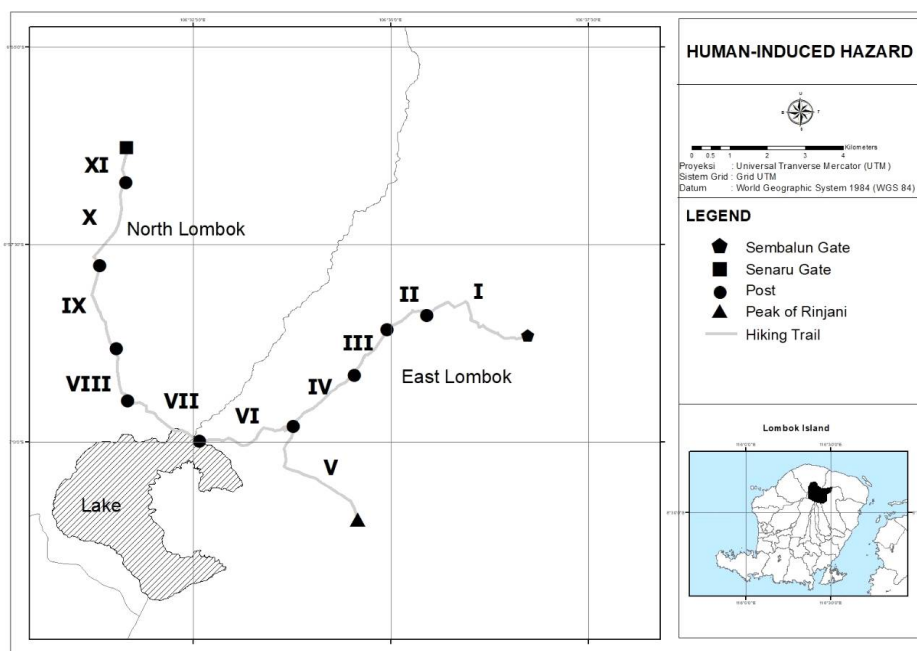 HUMAN-INDUCED HAZARD
U
B T
S
Kilometers
0 0.5 1 2 3 4
Proyeksi : Universal Tranverse Mercator (UTM)
Sistem Grid : Grid UTM
Datum : World Geographic System 1984 (WGS 84)
LEGEND
Sembalun Gate
Senaru Gate
Post
Peak of Rinjani
Hiking Trail
Lombok Island
XI
X
North Lombok
IX
II
I
III
East Lombok
VIII
VII
VI
IV
V
Lake